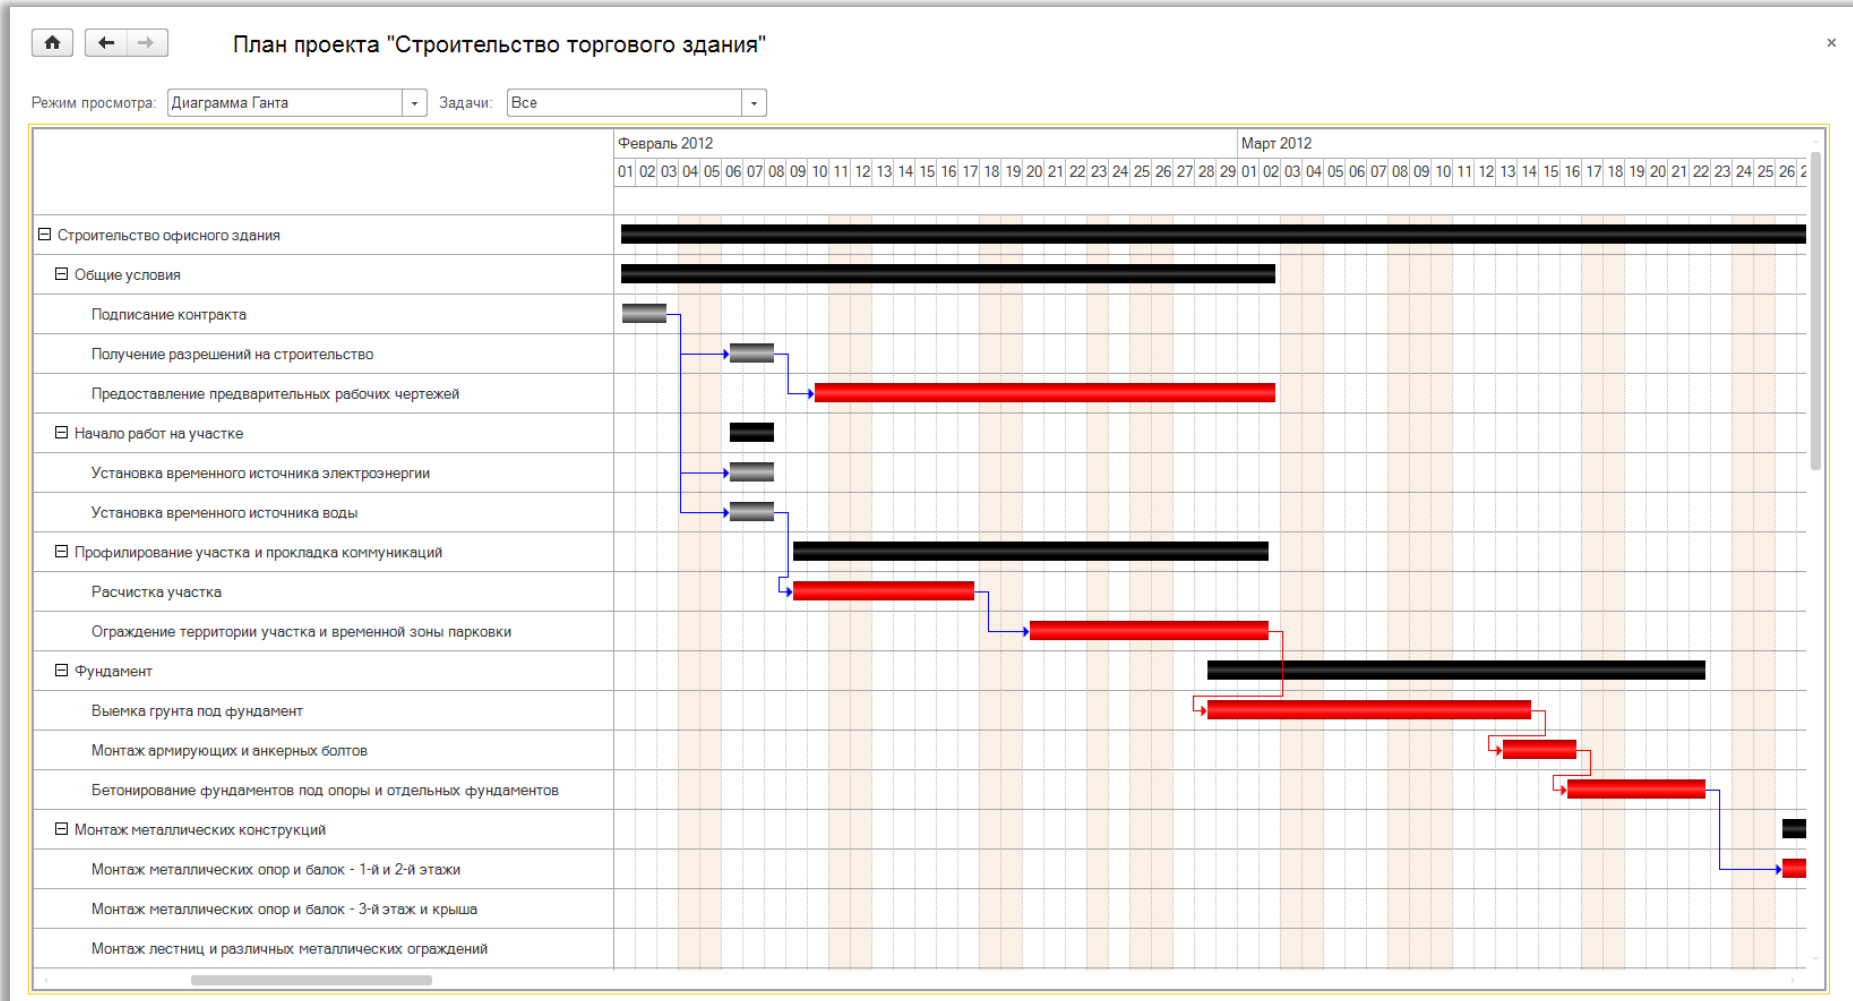 План проекта "Строительство торгового здания"
Режим просмотра: Диаграмма Ганта Задачи: Все
Февраль 2012 Март 2012
01 02 03 04 05 06 07 08 09 10 11 12 13 14 15 16 17 18 19 20 21 22 23 24 25 26 27 28 29 01 02 03 04 05 06 07 08 09 10 11 12 13 14 15 16 17 18 19 20 21 22 23 24 25 26
Строительство офисного здания
Общие условия
Подписание контракта
Получение разрешений на строительство
Предоставление предварительных рабочих чертежей
Начало работ на участке
Установка временного источника электроэнергии
Установка временного источника воды
Профилирование участка и прокладка коммуникаций
Расчистка участка
Ограждение территории участка и временной зоны парковки
Фундамент
Выемка грунта под фундамент
Монтаж армирующих и анкерных болтов
Бетонирование фундаментов под опоры и отдельных фундаментов
Монтаж металлических конструкций
Монтаж металлических опор и балок - 1-й и 2-й этажи
Монтаж металлических опор и балок - 3-й этаж и крыша
Монтаж лестниц и различных металлических ограждений